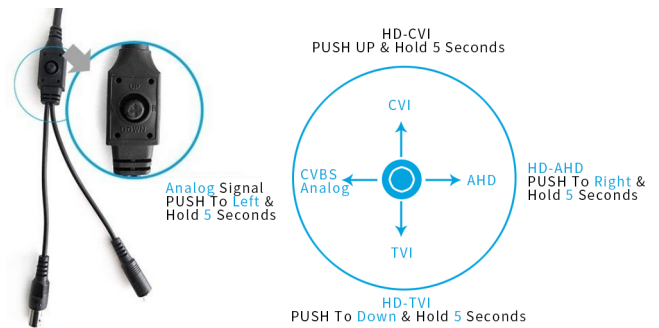 HD-CVI
PUSH UP & Hold 5 Seconds
UP
DOWN
CVI
CVBS
Analog
AHD
TVI
Analog Signal
PUSH To Left &
Hold 5 Seconds
HD-AHD
PUSH To Right &
Hold 5 Seconds
HD-TVI
PUSH To Down & Hold 5 Seconds